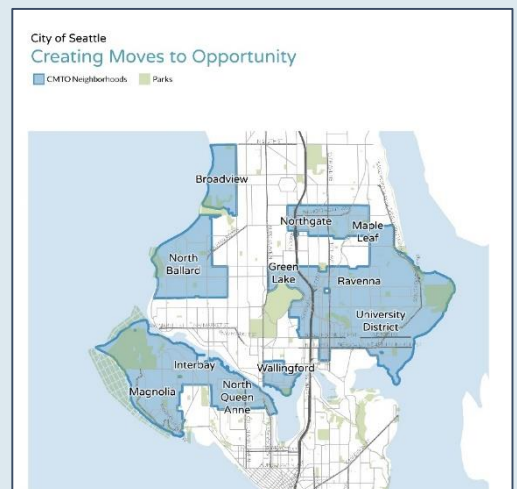 City of Seattle
Creating Moves to Opportunity
CMTO Neighborhoods
Parks
Broadview
Northgate
Maple
Leaf
North
Ballard
Green
Lake
Ravenna
University
District
Interbay
Wallingford
Magnolia
North
Queen
Anne